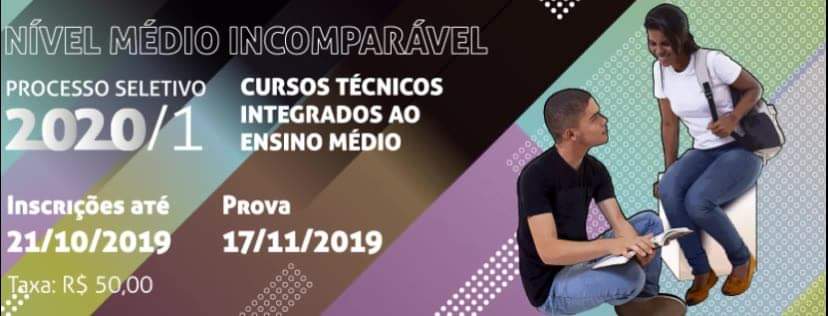 NÍVEL MÉDIO INCOMPARÁVEL
PROCESSO SELETIVO
2020/1
CURSOS TÉCNICOS
INTEGRADOS AO
ENSINO MÉDIO
Inscrições até
21/10/2019
Prova
17/11/2019
Taxa: R$ 50,00